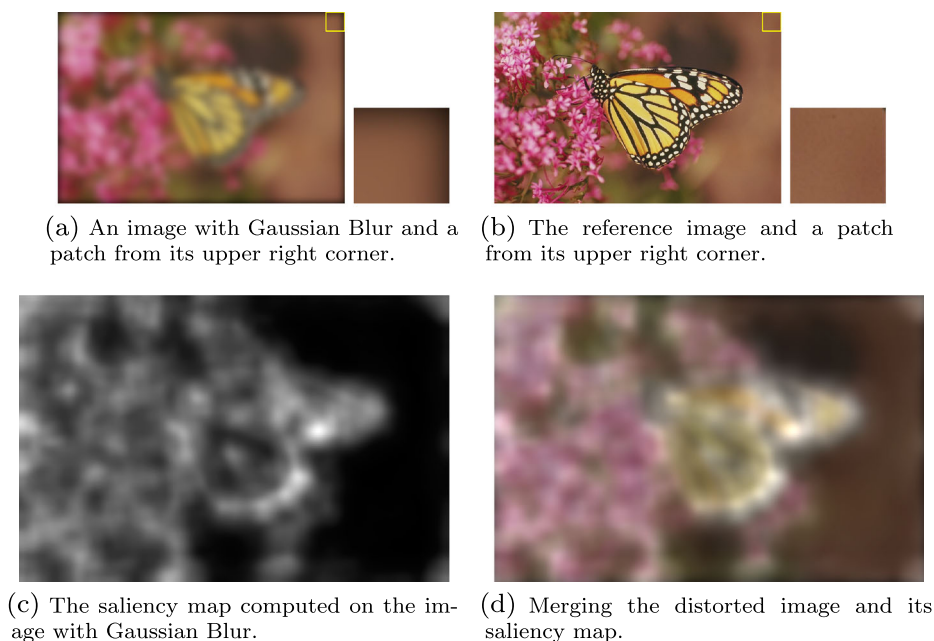 (a) An image with Gaussian Blur and a
patch from its upper right corner.
(b) The reference image and a patch
from its upper right corner.
(c) The saliency map computed on the im-
age with Gaussian Blur.
(d) Merging the distorted image and its
saliency map.